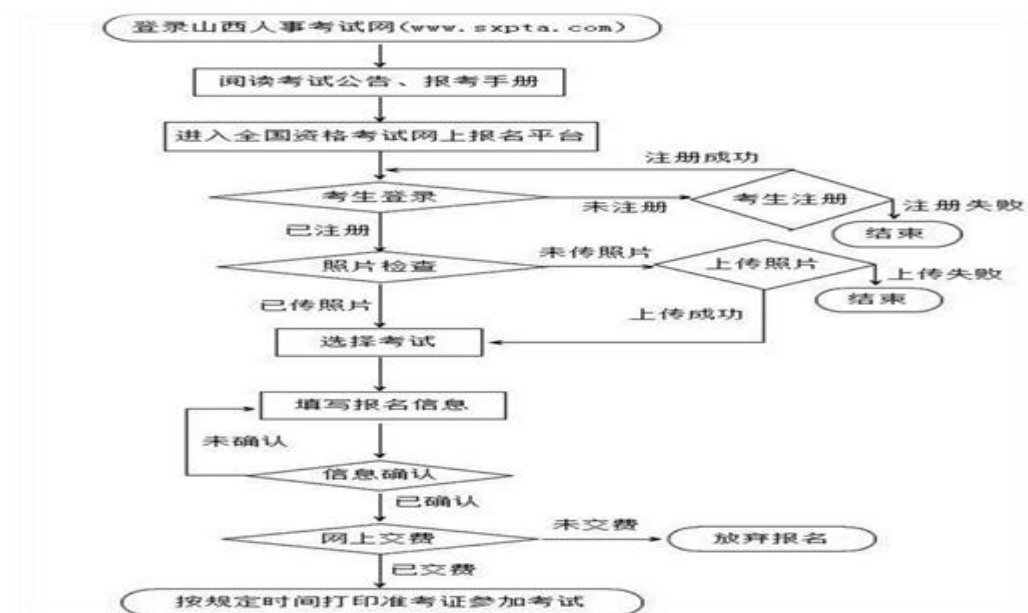 登录山西人事考试网(www.sxpta.com)
阅读考试公告、报考手册
进入全国资格考试网上报名平台
注册成功
考生登录
未注册
考生注册
注册失败
结束
已注册
照片检查
未传照片
上传照片
上传失败
结束
已传照片
上传成功
选择考试
填写报名信息
未确认
信息确认
已确认
网上交费
未交费
放弃报名
已交费
按规定时间打印准考证参加考试